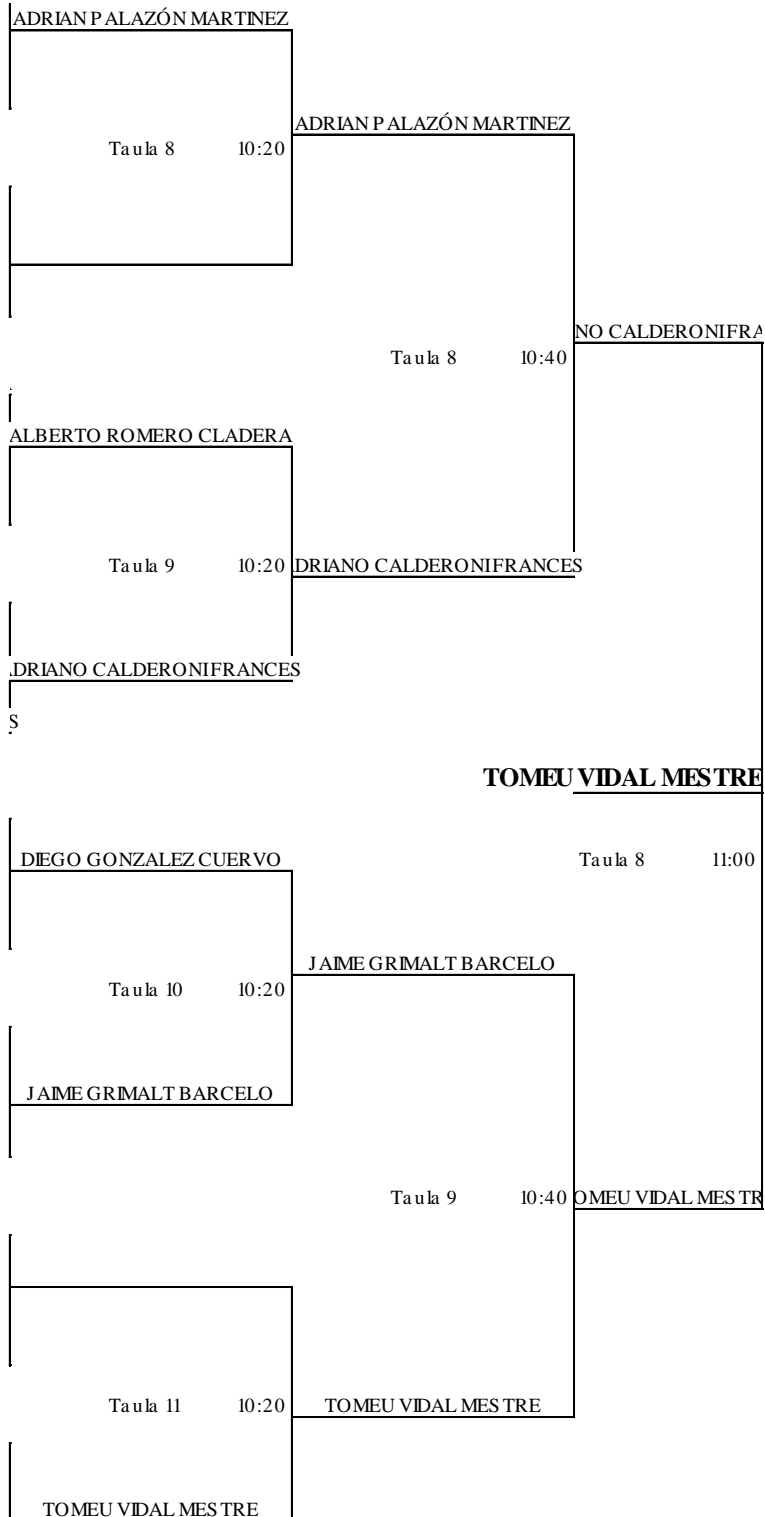 ADRIAN PALAZÓN MARTINEZ
ADRIAN PALAZÓN MARTINEZ
Taula 8 10:20
NO CALDERONIFRA
Taula 8 10:40
ALBERTO ROMERO CLADERA
Taula 9 10:20 DRIANO CALDERONIFRANCES
DRIANO CALDERONIFRANCES
S
TOMEU VIDAL MESTRE
DIEGO GONZALEZ CUERVO Taula 8 11:00
JAIME GRIMALT BARCELO
Taula 10 10:20
JAIME GRIMALT BARCELO
Taula 9 10:40 OMEU VIDAL MESTR
Taula 11 10:20 TOMEU VIDAL MESTRE
TOMEU VIDAL MESTRE